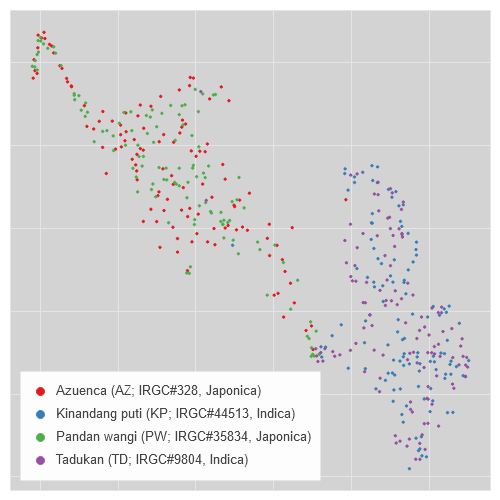 Azuenca (AZ; IRGC#328, Japonica)
Kinandang puti (KP; IRGC#44513, Indica)
Pandan wangi (PW; IRGC#35834, Japonica)
Tadukan (TD; IRGC#9804, Indica)